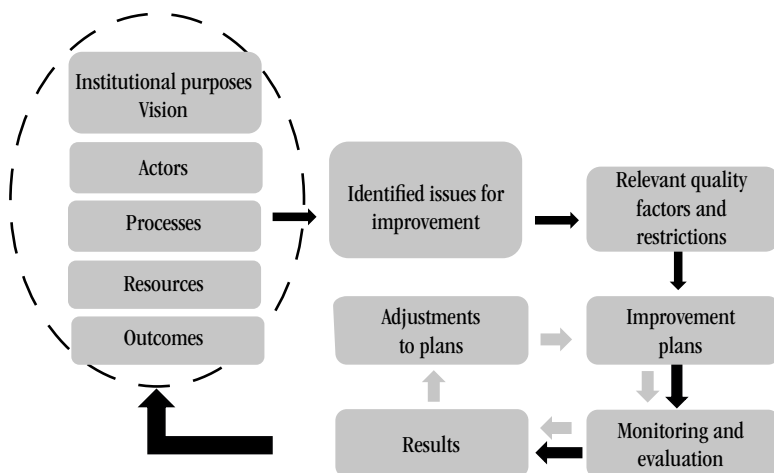 Institutional purposes
Vision
Actors
Processes
Resources
Outcomes
Identified issues for
improvement
Relevant quality
factors and
restrictions
Improvement
plans
Monitoring and
evaluation
Results
Adjustments
to plans